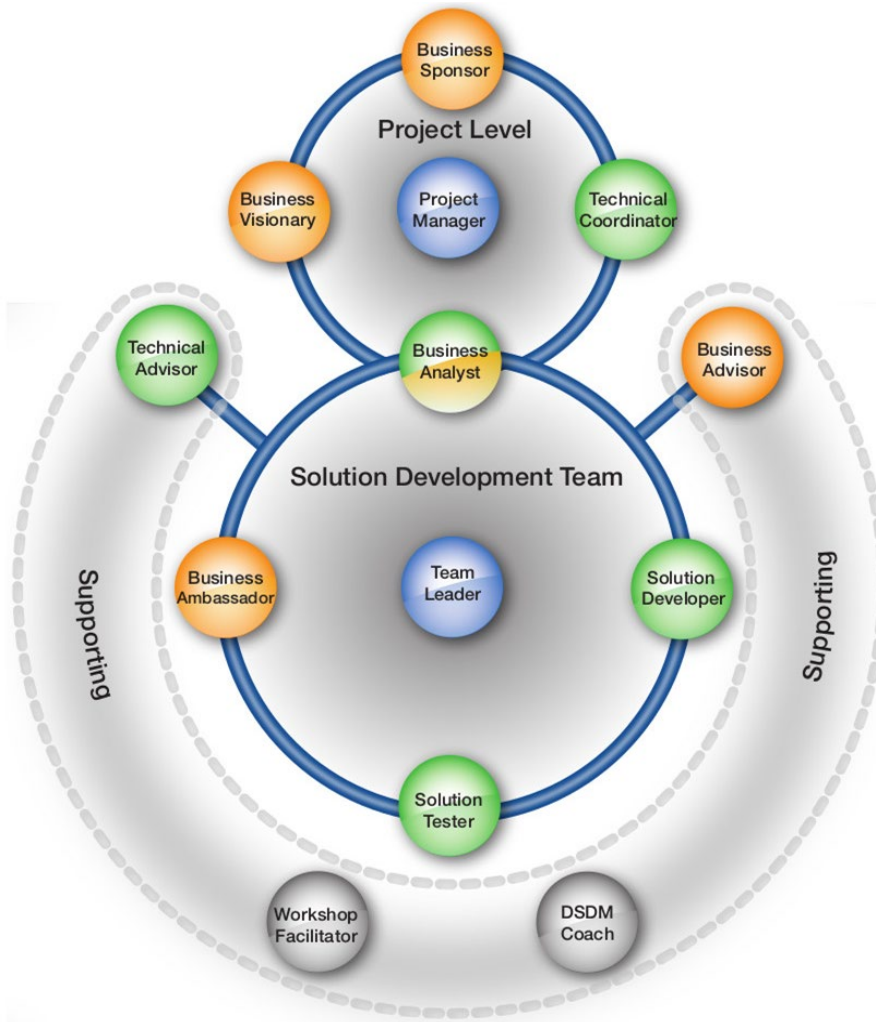 Business
Sponsor
Project Level
Business
Visionary
Project
Manager
Technical
Coordinator
Technical
Advisor
Business
Analyst
Business
Advisor
Solution Development Team
Supporting
Business
Ambassador
Team
Leader
Solution
Developer
Supporting
Solution
Tester
Workshop
Facilitator
DSDM
Coach